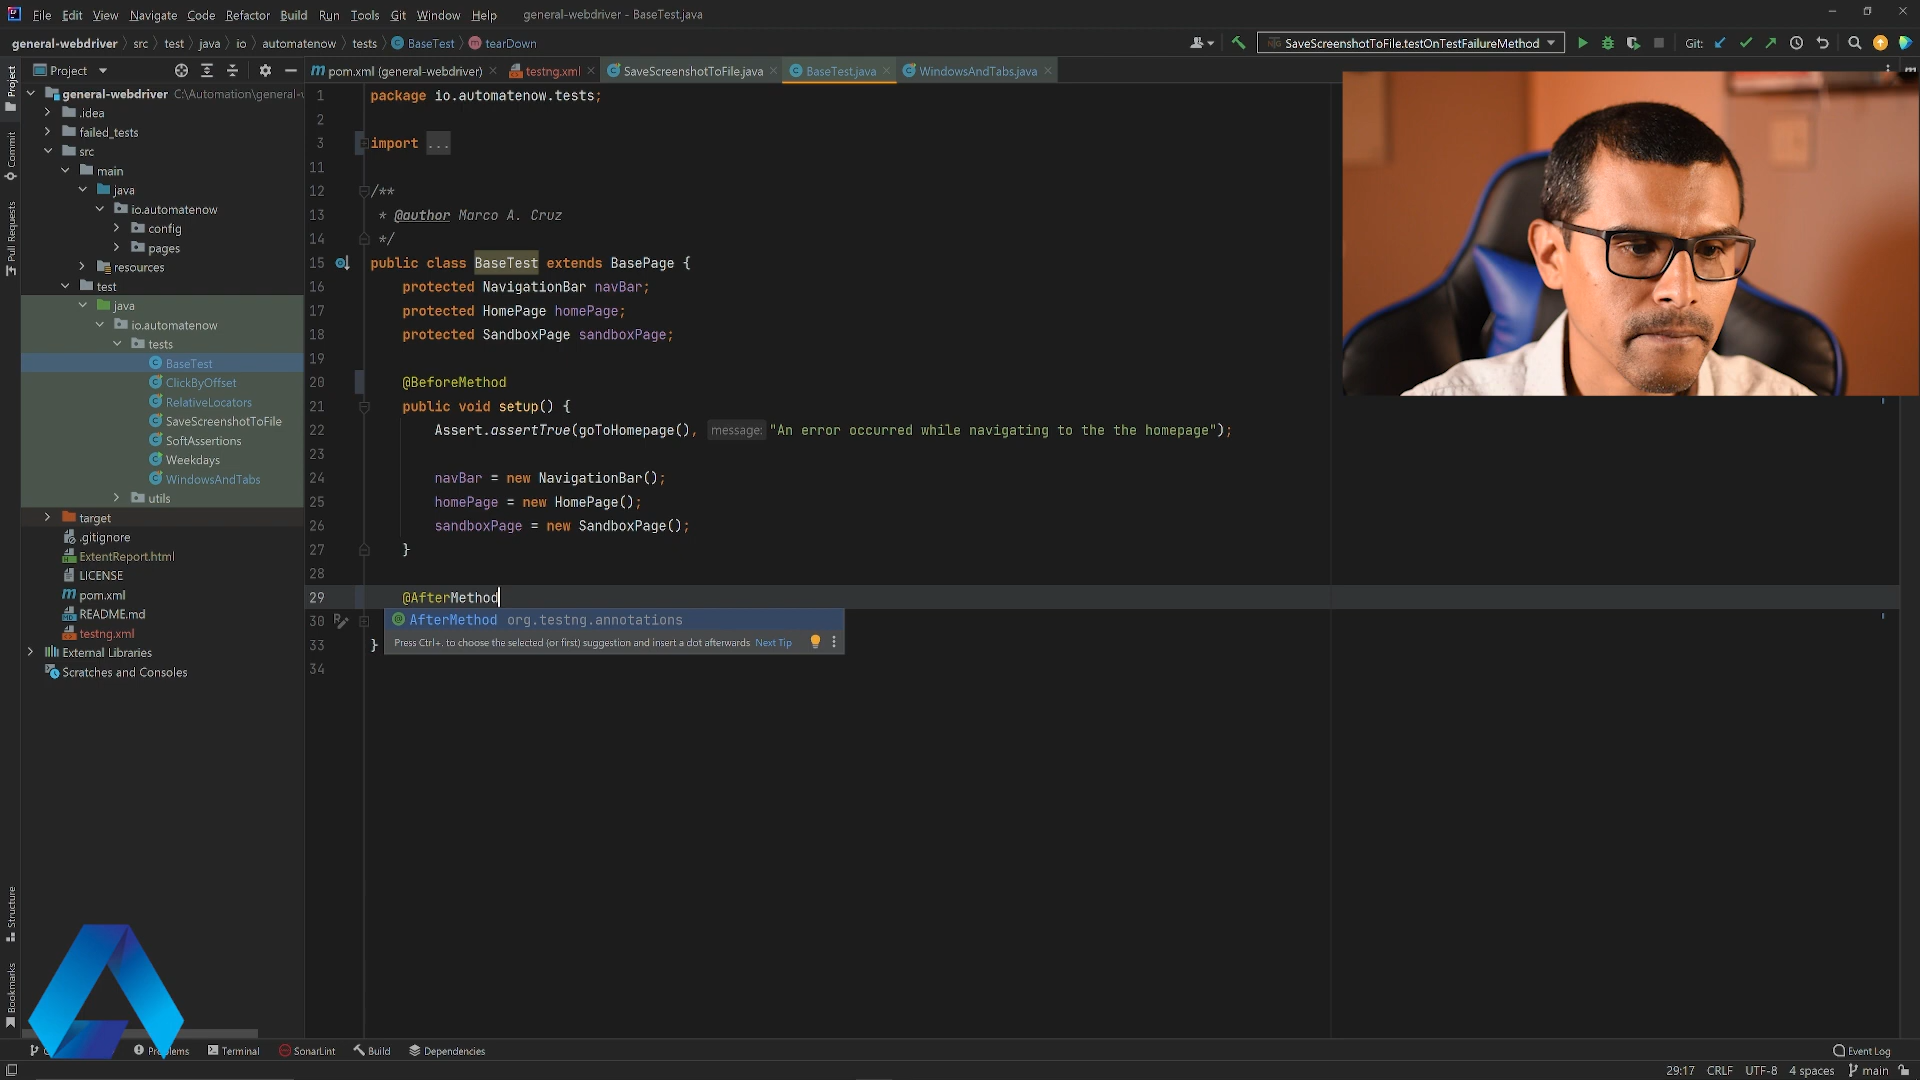 File Edit View Navigate Code Refactor Build Run Tools Git Window Help general-webdriver - BaseTest.java
general-webdriver src test java io automatenow tests BaseTest tearDown
SaveScreenshotToFile.testOnTestFailureMethod Git:
Project
pom.xml (general-webdriver) testng.xml SaveScreenshotToFile.java BaseTest.java WindowsAndTabs.java
Project
Commit
Pull Requests
Structure
Bookmarks
general-webdriver C:\Automation\general-
.idea
failed_tests
src
main
java
io.automatenow
config
pages
resources
test
java
io.automatenow
tests
BaseTest
ClickByOffset
RelativeLocators
SaveScreenshotToFile
SoftAssertions
Weekdays
WindowsAndTabs
utils
target
.gitignore
ExtentReport.html
LICENSE
pom.xml
README.md
testng.xml
External Libraries
Scratches and Consoles
1 package io.automatenow.tests;
2
3 import ...
11
12 /**
13 * @author Marco A. Cruz
14 */
15 public class BaseTest extends BasePage {
16 protected NavigationBar navBar;
17 protected HomePage homePage;
18 protected SandboxPage sandboxPage;
19
20 @BeforeMethod
21 public void setup() {
22 Assert.assertTrue(goToHomepage(), message: "An error occurred while navigating to the the homepage");
23
24 navBar = new NavigationBar();
25 homePage = new HomePage();
26 sandboxPage = new SandboxPage();
27 }
28
29 @AfterMethod
30
AfterMethod org.testng.annotations
Press Ctrl+. to choose the selected (or first) suggestion and insert a dot afterwards Next Tip
33 }
34
Problems Terminal SonarLint Build Dependencies Event Log
29:17 CRLF UTF-8 4 spaces main